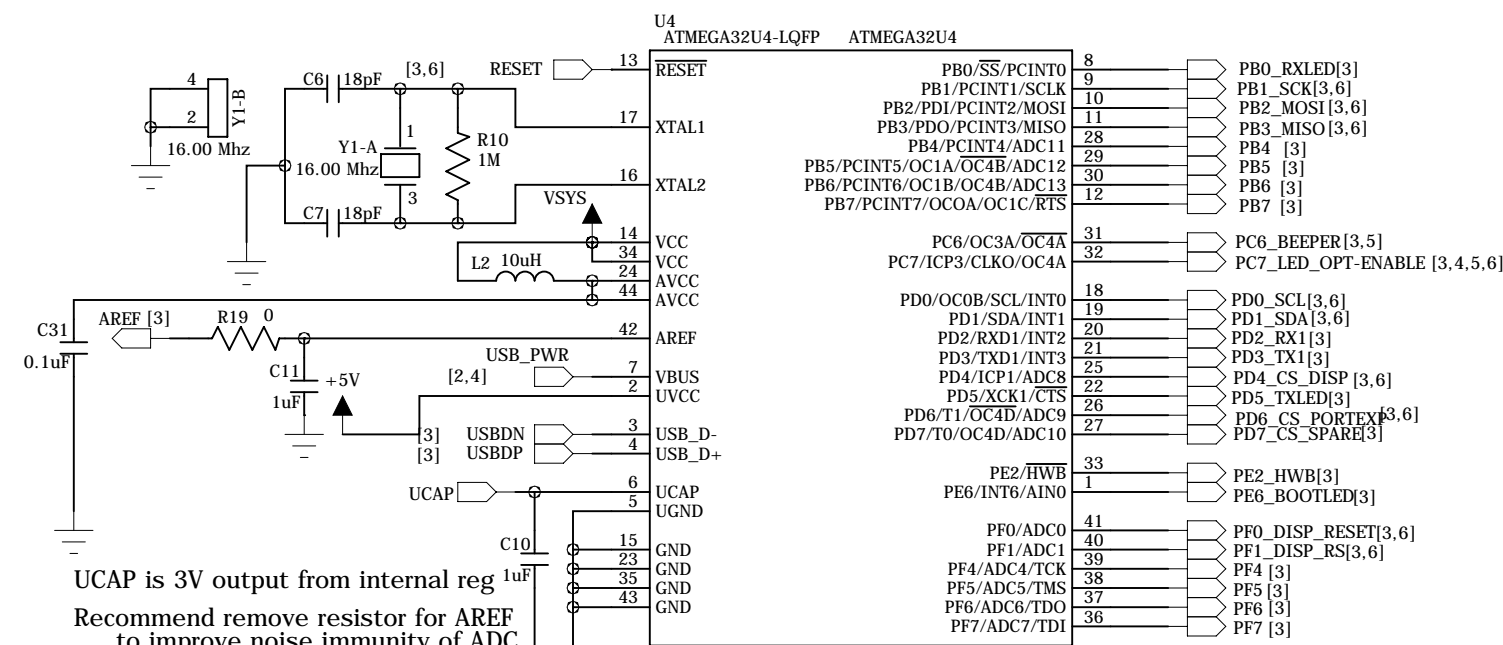 U4
ATMEGA32U4-LQFP ATMEGA32U4
4
2
Y1-B
16.00 Mhz
C6 18pF
[3,6]
Y1-A
1
16.00 Mhz
3
R10
1M
C7 18pF
RESET 13 RESET
17 XTAL1
16 XTAL2
VSYS
14 VCC
34 VCC
L2 10uH
24 AVCC
44 AVCC
C31
0.1uF
AREF [3]
R19 0
42 AREF
C11
1uF
+5V
USB_PWR
[2,4]
7 VBUS
2 UVCC
[3] USBDN 3 USB_D-
[3] USBDP 4 USB_D+
UCAP 6 UCAP
5 UGND
C10
1uF
15 GND
23 GND
35 GND
43 GND
PB0/SS/PCINT0 8 PB0_RXLED[3]
PB1/PCINT1/SCLK 9 PB1_SCK[3,6]
PB2/PDI/PCINT2/MOSI 10 PB2_MOSI[3,6]
PB3/PDO/PCINT3/MISO 11 PB3_MISO[3,6]
PB4/PCINT4/ADC11 28 PB4 [3]
PB5/PCINT5/OC1A/OC4B/ADC12 29 PB5 [3]
PB6/PCINT6/OC1B/OC4B/ADC13 30 PB6 [3]
PB7/PCINT7/OCOA/OC1C/RTS 12 PB7 [3]
PC6/OC3A/OC4A 31 PC6_BEEPER[3,5]
PC7/ICP3/CLKO/OC4A 32 PC7_LED_OPT-ENABLE [3,4,5,6]
PD0/OC0B/SCL/INT0 18 PD0_SCL[3,6]
PD1/SDA/INT1 19 PD1_SDA[3,6]
PD2/RXD1/INT2 20 PD2_RX1[3]
PD3/TXD1/INT3 21 PD3_TX1[3]
PD4/ICP1/ADC8 25 PD4_CS_DISP [3,6]
PD5/XCK1/CTS 22 PD5_TXLED[3]
PD6/T1/OC4D/ADC9 26 PD6_CS_PORTEXP[3,6]
PD7/T0/OC4D/ADC10 27 PD7_CS_SPARE[3]
PE2/HWB 33 PE2_HWB[3]
PE6/INT6/AIN0 1 PE6_BOOTLED[3]
PF0/ADC0 41 PF0_DISP_RESET[3,6]
PF1/ADC1 40 PF1_DISP_RS[3,6]
PF4/ADC4/TCK 39 PF4 [3]
PF5/ADC5/TMS 38 PF5 [3]
PF6/ADC6/TDO 37 PF6 [3]
PF7/ADC7/TDI 36 PF7 [3]
UCAP is 3V output from internal reg
Recommend remove resistor for AREF
to improve noise immunity of ADC